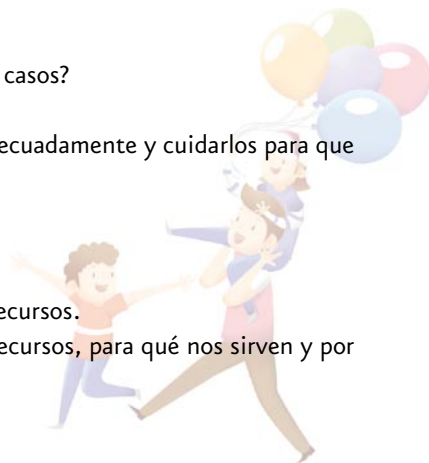 casos?
ecuadamente y cuidarlos para que
ecursos.
ecursos, para qué nos sirven y por